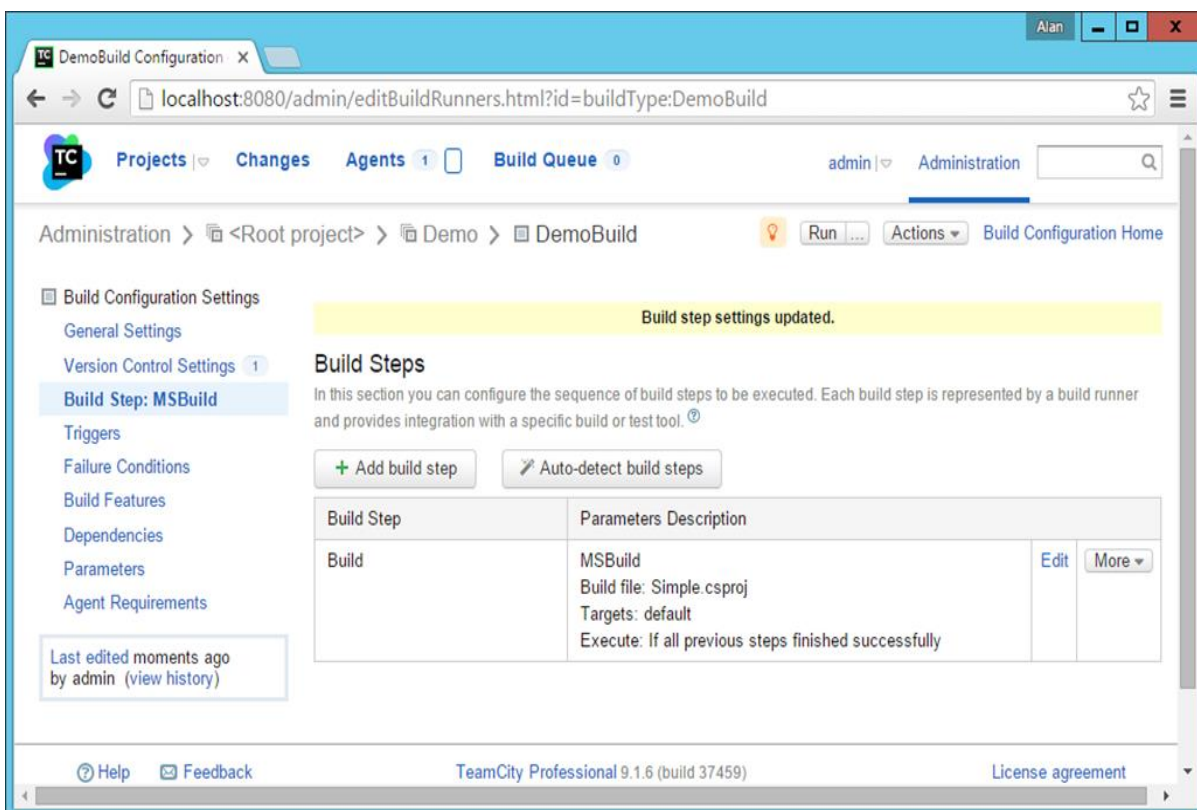 Alan
TC DemoBuild Configuration
localhost:8080/admin/editBuildRunners.html?id=buildType:DemoBuild
TC Projects Changes Agents 1 Build Queue 0 admin Administration
Administration > <Root project> > Demo > DemoBuild Run ... Actions Build Configuration Home
Build Configuration Settings
General Settings
Version Control Settings 1
Build Step: MSBuild
Triggers
Failure Conditions
Build Features
Dependencies
Parameters
Agent Requirements
Last edited moments ago
by admin (view history)
Build step settings updated.
Build Steps
In this section you can configure the sequence of build steps to be executed. Each build step is represented by a build runner
and provides integration with a specific build or test tool. ?
+ Add build step Auto-detect build steps
Build Step Parameters Description
Build MSBuild Edit More
Build file: Simple.csproj
Targets: default
Execute: If all previous steps finished successfully
? Help Feedback TeamCity Professional 9.1.6 (build 37459) License agreement